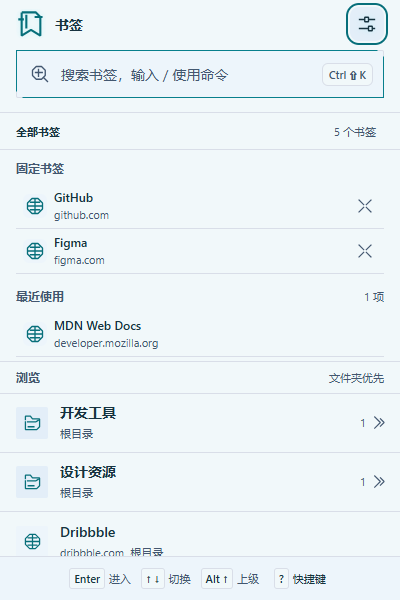 书签
搜索书签，输入 / 使用命令
Ctrl ⇧ K
全部书签
5 个书签
固定书签
GitHub
github.com
Figma
figma.com
最近使用
1 项
MDN Web Docs
developer.mozilla.org
浏览
文件夹优先
开发工具
根目录
1
设计资源
根目录
1
Dribbble
dribbble.com 根目录
Enter 进入 ↑ ↓ 切换 Alt ↑ 上级 ? 快捷键